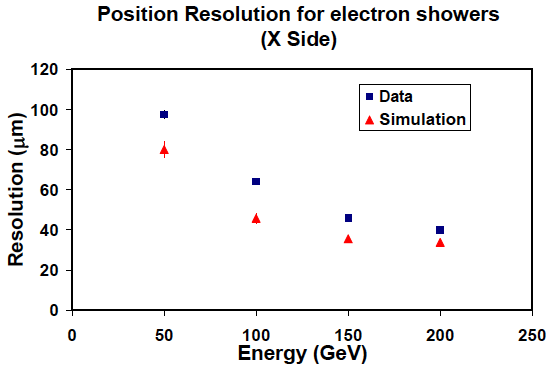 Position Resolution for electron showers
(X Side)
120
100
80
60
40
20
0
Resolution (μm)
Data
Simulation
0 50 100 150 200 250
Energy (GeV)